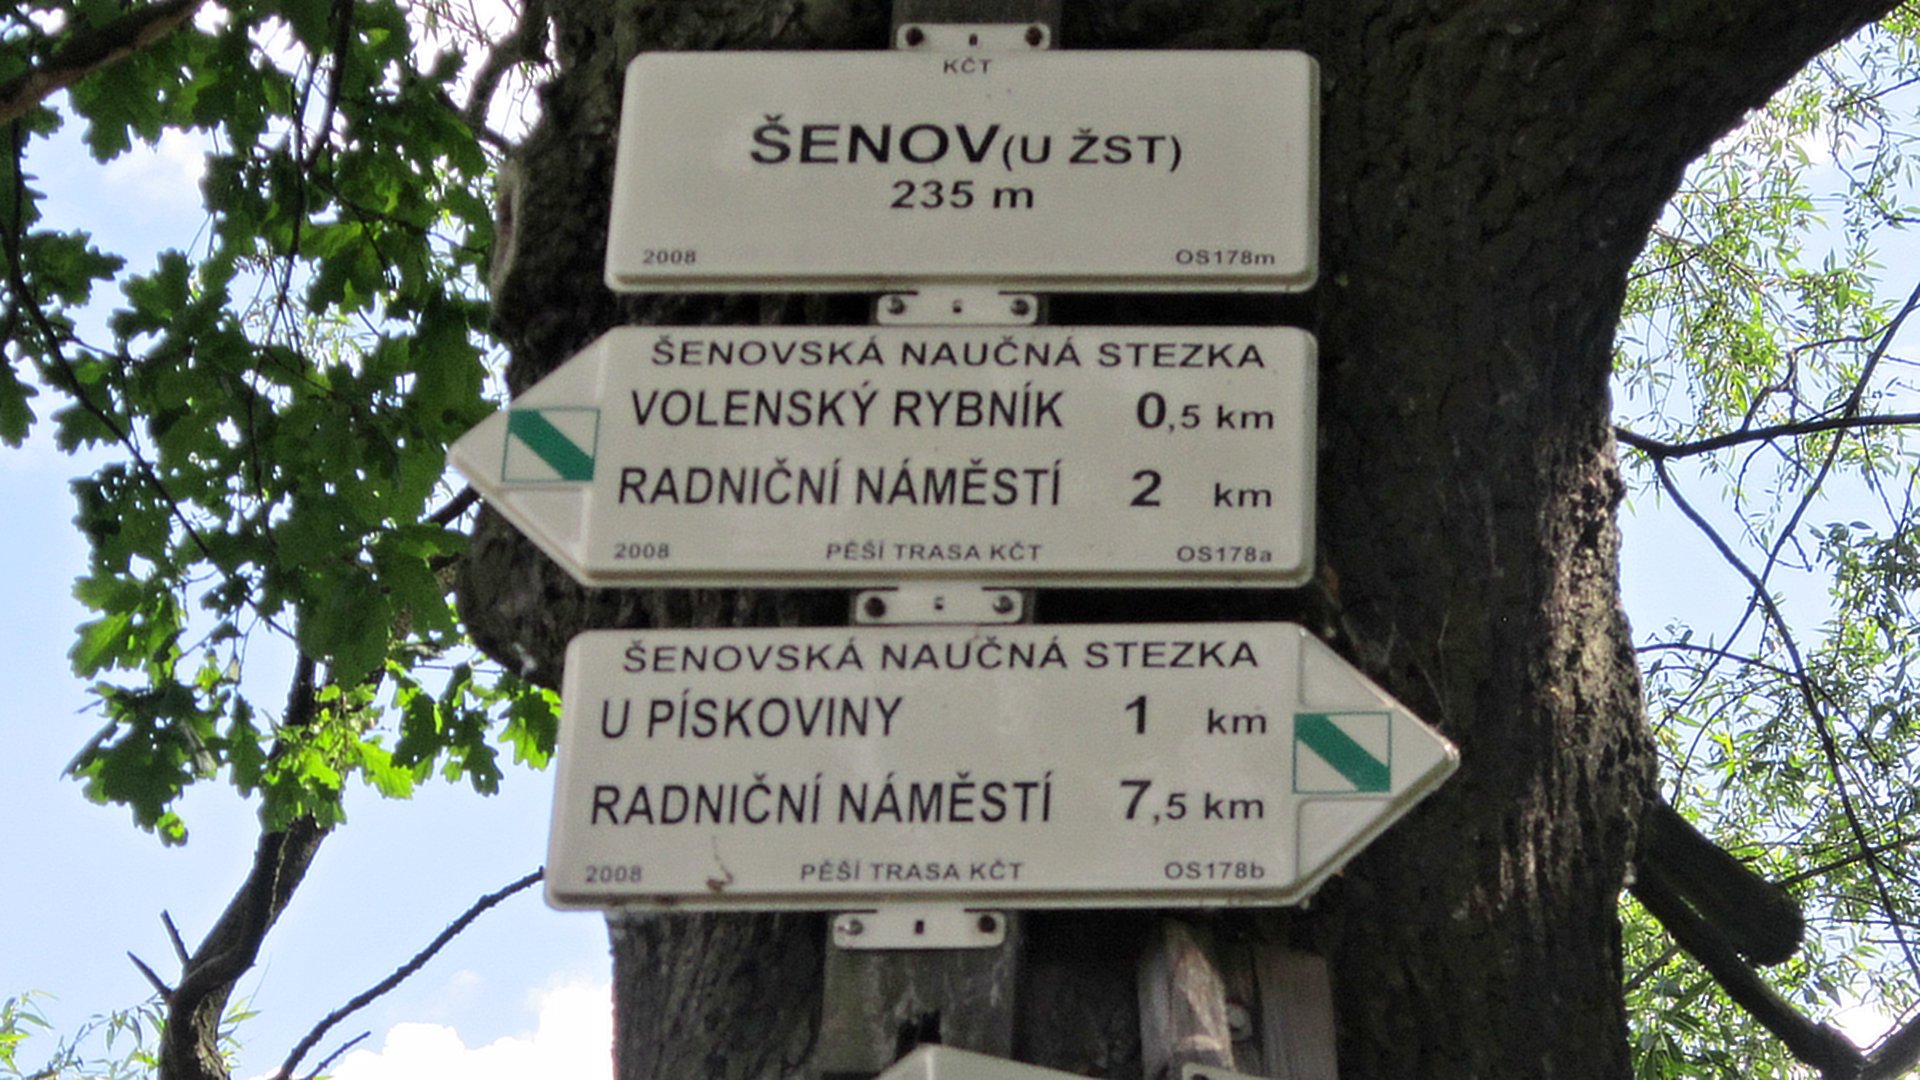 KČT
ŠENOV(U ŽST)
235 m
2008 OS178m
ŠENOVSKÁ NAUČNÁ STEZKA
VOLENSKÝ RYBNÍK 0,5 km
RADNIČNÍ NÁMĚSTÍ 2 km
2008 PĚŠÍ TRASA KČT OS178a
ŠENOVSKÁ NAUČNÁ STEZKA
U PÍSKOVINY 1 km
RADNIČNÍ NÁMĚSTÍ 7,5 km
2008 PĚŠÍ TRASA KČT OS178b